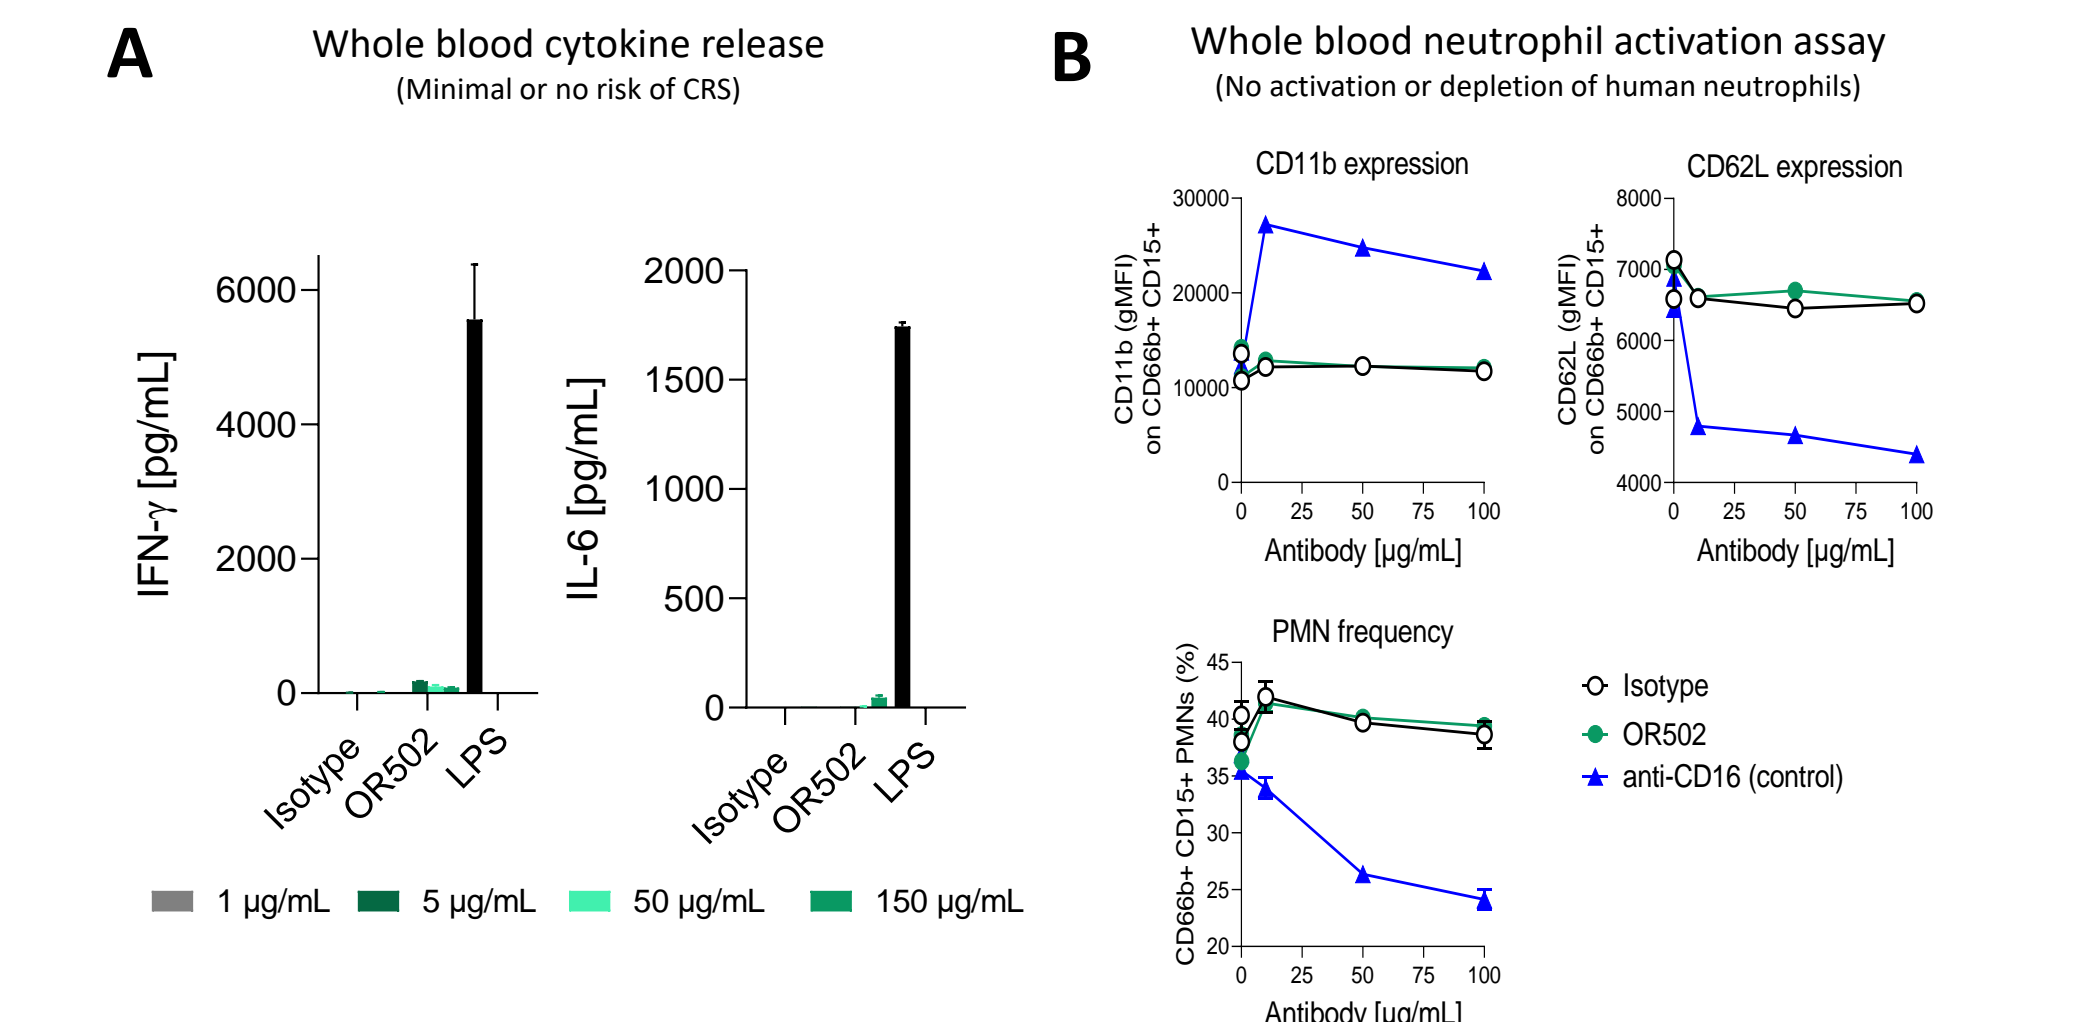 A
Whole blood cytokine release
(Minimal or no risk of CRS)
IFN-γ [pg/mL]
6000
4000
2000
0
Isotype
OR502
LPS
IL-6 [pg/mL]
2000
1500
1000
500
0
Isotype
OR502
LPS
1 µg/mL
5 µg/mL
50 µg/mL
150 µg/mL
B
Whole blood neutrophil activation assay
(No activation or depletion of human neutrophils)
CD11b expression
CD11b (gMFI)
on CD66b+ CD15+
30000
20000
10000
0
0 25 50 75 100
Antibody [µg/mL]
CD62L expression
CD62L (gMFI)
on CD66b+ CD15+
8000
7000
6000
5000
4000
0 25 50 75 100
Antibody [µg/mL]
PMN frequency
CD66b+ CD15+ PMNs (%)
45
40
35
30
25
20
0 25 50 75 100
Antibody [µg/mL]
Isotype
OR502
anti-CD16 (control)